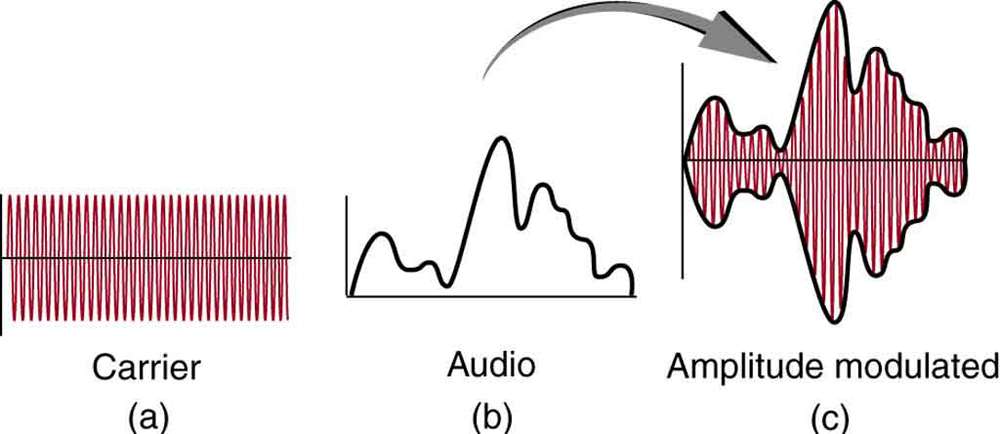 Carrier
(a)
Audio
(b)
Amplitude modulated
(c)